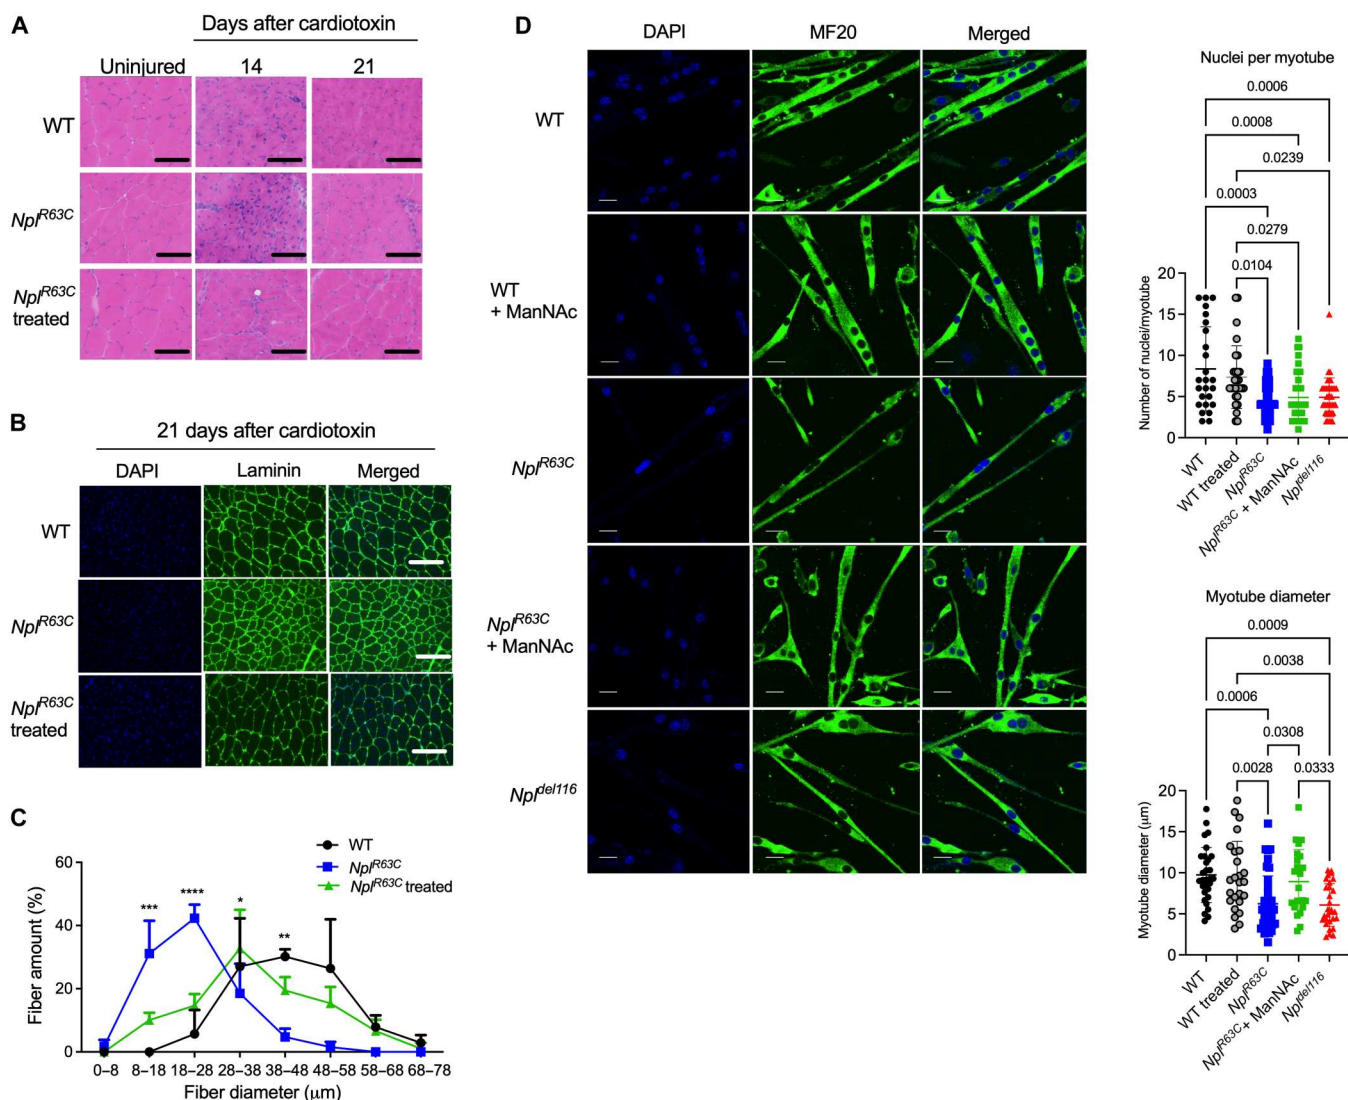 A
Days after cardiotoxin
Uninjured 14 21
WT
Npl^R63C
Npl^R63C
treated
B
21 days after cardiotoxin
DAPI Laminin Merged
WT
Npl^R63C
Npl^R63C
treated
C
WT
Npl^R63C
Npl^R63C treated
Fiber amount (%)
60
40
20
0
*** **** * **
0–8 8–18 18–28 28–38 38–48 48–58 58–68 68–78
Fiber diameter (μm)
D
DAPI MF20 Merged
WT
WT
+ ManNAc
Npl^R63C
Npl^R63C
+ ManNAc
Npl^del116
Nuclei per myotube
0.0006
0.0008
0.0239
0.0003
0.0279
0.0104
Number of nuclei/myotube
20
15
10
5
0
WT
WT treated
Npl^R63C
Npl^R63C + ManNAc
Npl^del116
Myotube diameter
0.0009
0.0038
0.0006
0.0308
0.0028 0.0333
Myotube diameter (μm)
20
15
10
5
0
WT
WT treated
Npl^R63C
Npl^R63C + ManNAc
Npl^del116